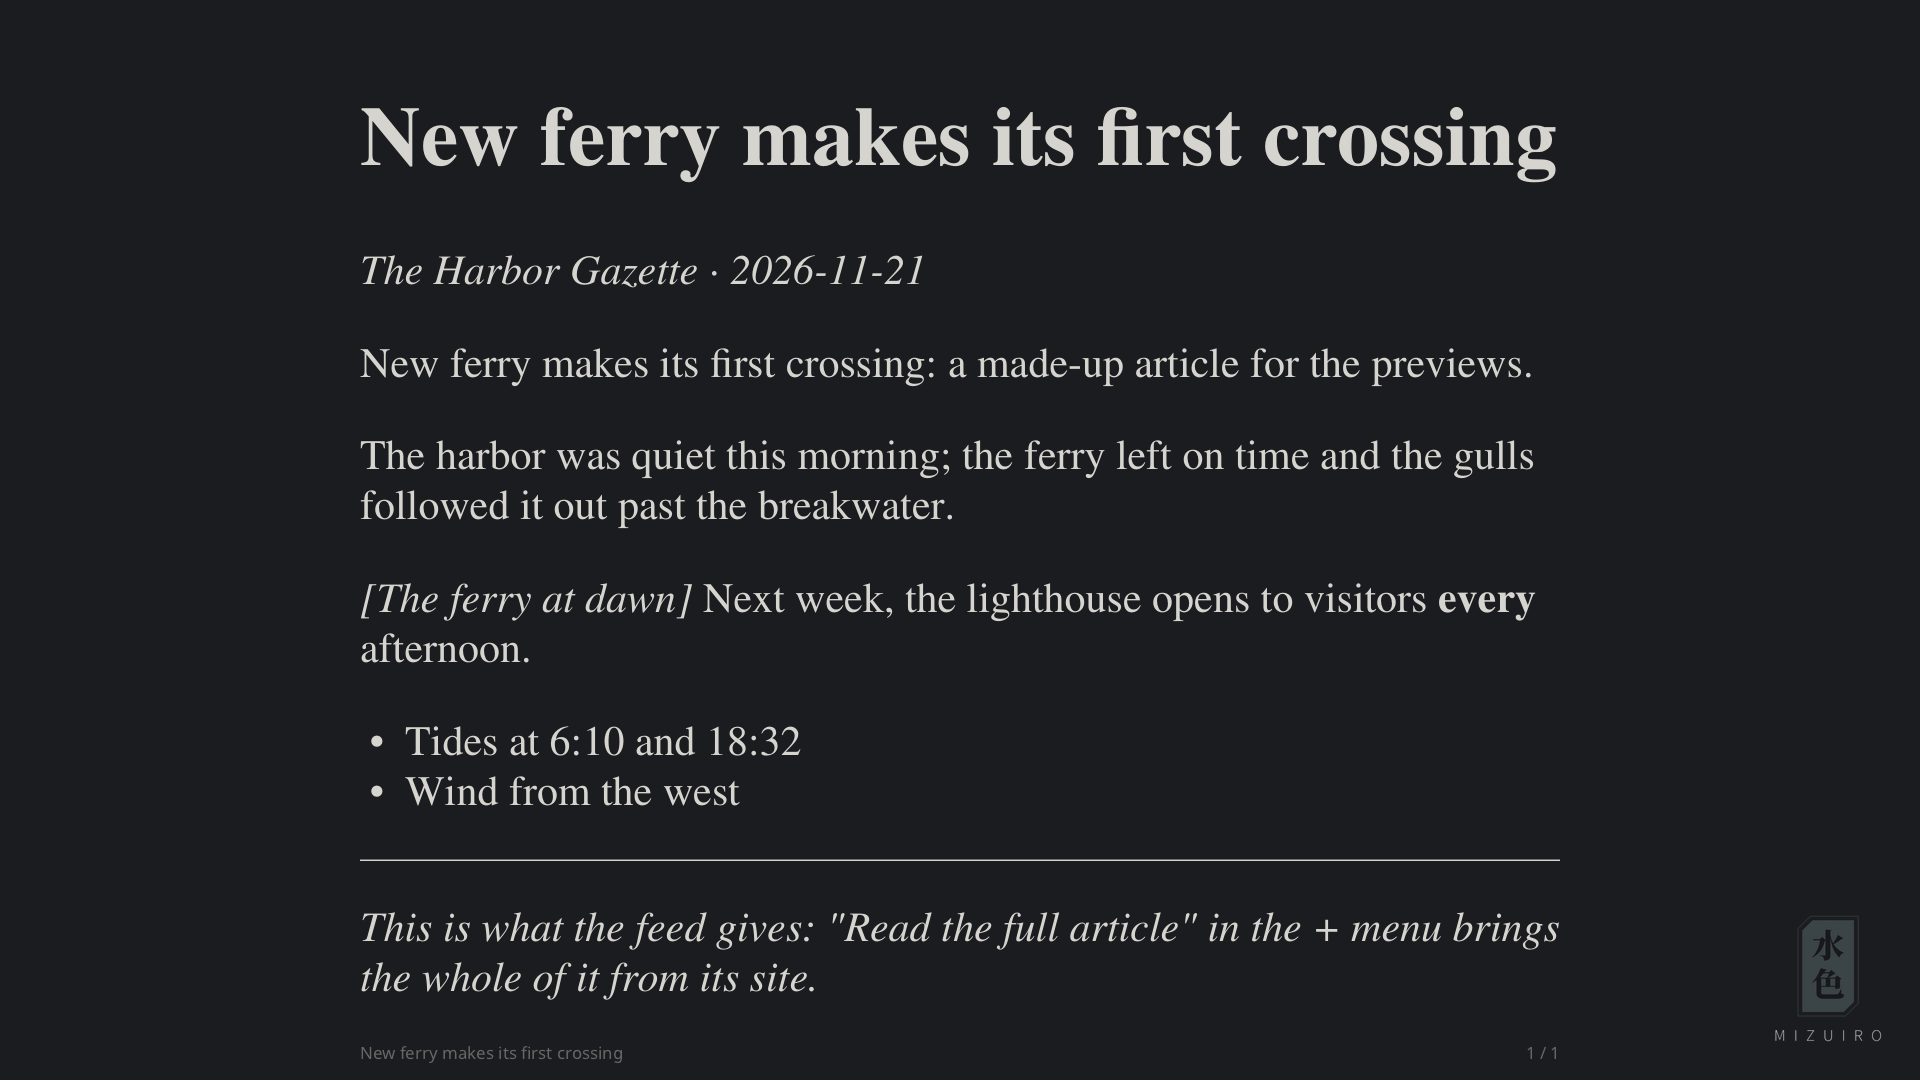 New ferry makes its first crossing
The Harbor Gazette · 2026-11-21
New ferry makes its first crossing: a made-up article for the previews.
The harbor was quiet this morning; the ferry left on time and the gulls
followed it out past the breakwater.
[The ferry at dawn] Next week, the lighthouse opens to visitors every
afternoon.
• Tides at 6:10 and 18:32
• Wind from the west
This is what the feed gives: "Read the full article" in the + menu brings
the whole of it from its site.
水
色
MIZUIRO
New ferry makes its first crossing
1 / 1